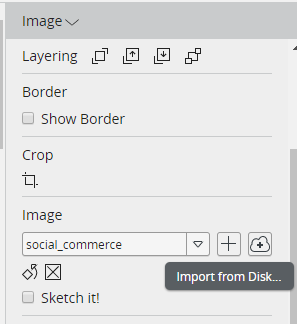 Image
Layering
Border
Show Border
Crop
Image
social_commerce
Import from Disk...
Sketch it!